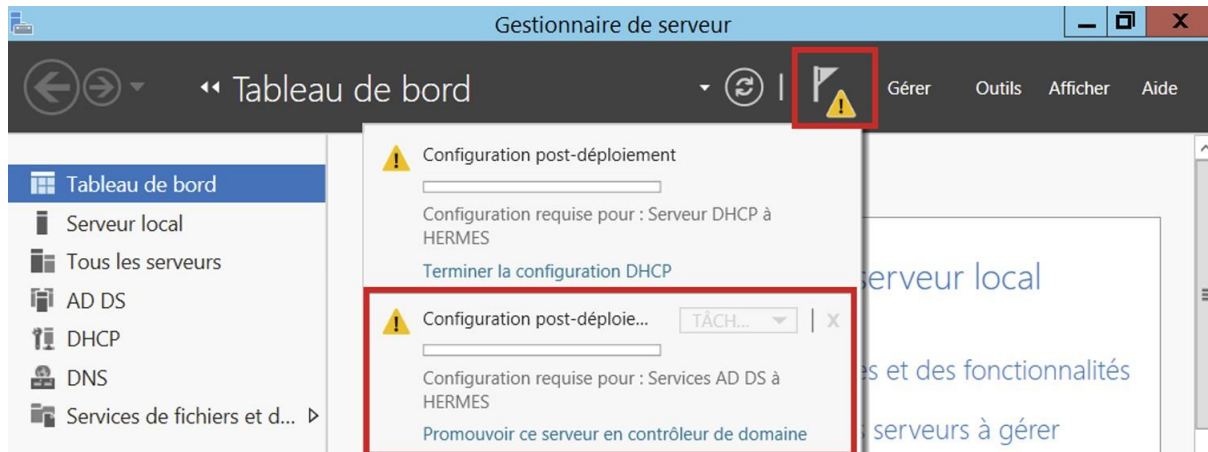 Gestionnaire de serveur
Tableau de bord
Gérer Outils Afficher Aide
Tableau de bord
Serveur local
Tous les serveurs
AD DS
DHCP
DNS
Services de fichiers et d...
Configuration post-déploiement
Configuration requise pour : Serveur DHCP à
HERMES
Terminer la configuration DHCP
Configuration post-déploie... TÂCH... X
Configuration requise pour : Services AD DS à
HERMES
Promouvoir ce serveur en contrôleur de domaine
serveur local
et des fonctionnalités
serveurs à gérer